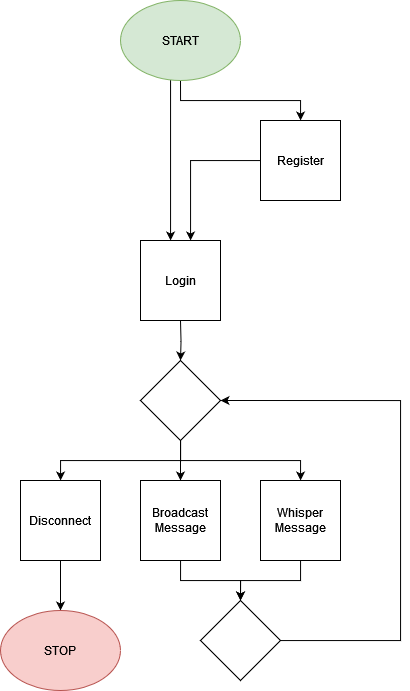 START
Register
Login
Disconnect
Broadcast
Message
Whisper
Message
STOP